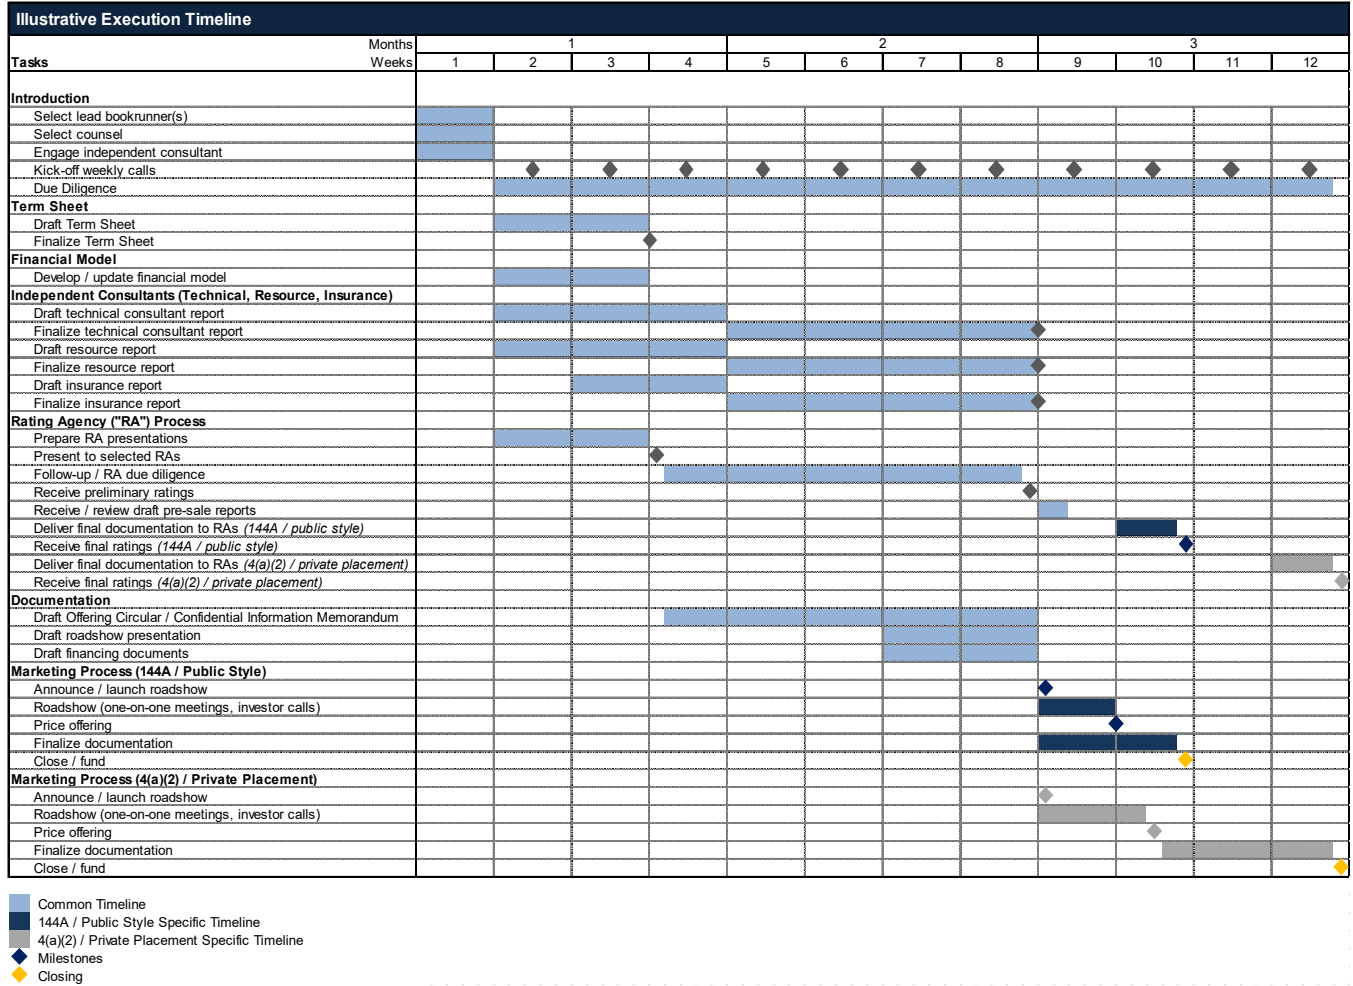 Illustrative Execution Timeline
Months 1 2 3
Tasks Weeks 1 2 3 4 5 6 7 8 9 10 11 12
Introduction
Select lead bookrunner(s)
Select counsel
Engage independent consultant
Kick-off weekly calls
Due Diligence
Term Sheet
Draft Term Sheet
Finalize Term Sheet
Financial Model
Develop / update financial model
Independent Consultants (Technical, Resource, Insurance)
Draft technical consultant report
Finalize technical consultant report
Draft resource report
Finalize resource report
Draft insurance report
Finalize insurance report
Rating Agency ("RA") Process
Prepare RA presentations
Present to selected RAs
Follow-up / RA due diligence
Receive preliminary ratings
Receive / review draft pre-sale reports
Deliver final documentation to RAs (144A / public style)
Receive final ratings (144A / public style)
Deliver final documentation to RAs (4(a)(2) / private placement)
Receive final ratings (4(a)(2) / private placement)
Documentation
Draft Offering Circular / Confidential Information Memorandum
Draft roadshow presentation
Draft financing documents
Marketing Process (144A / Public Style)
Announce / launch roadshow
Roadshow (one-on-one meetings, investor calls)
Price offering
Finalize documentation
Close / fund
Marketing Process (4(a)(2) / Private Placement)
Announce / launch roadshow
Roadshow (one-on-one meetings, investor calls)
Price offering
Finalize documentation
Close / fund
Common Timeline
144A / Public Style Specific Timeline
4(a)(2) / Private Placement Specific Timeline
Milestones
Closing